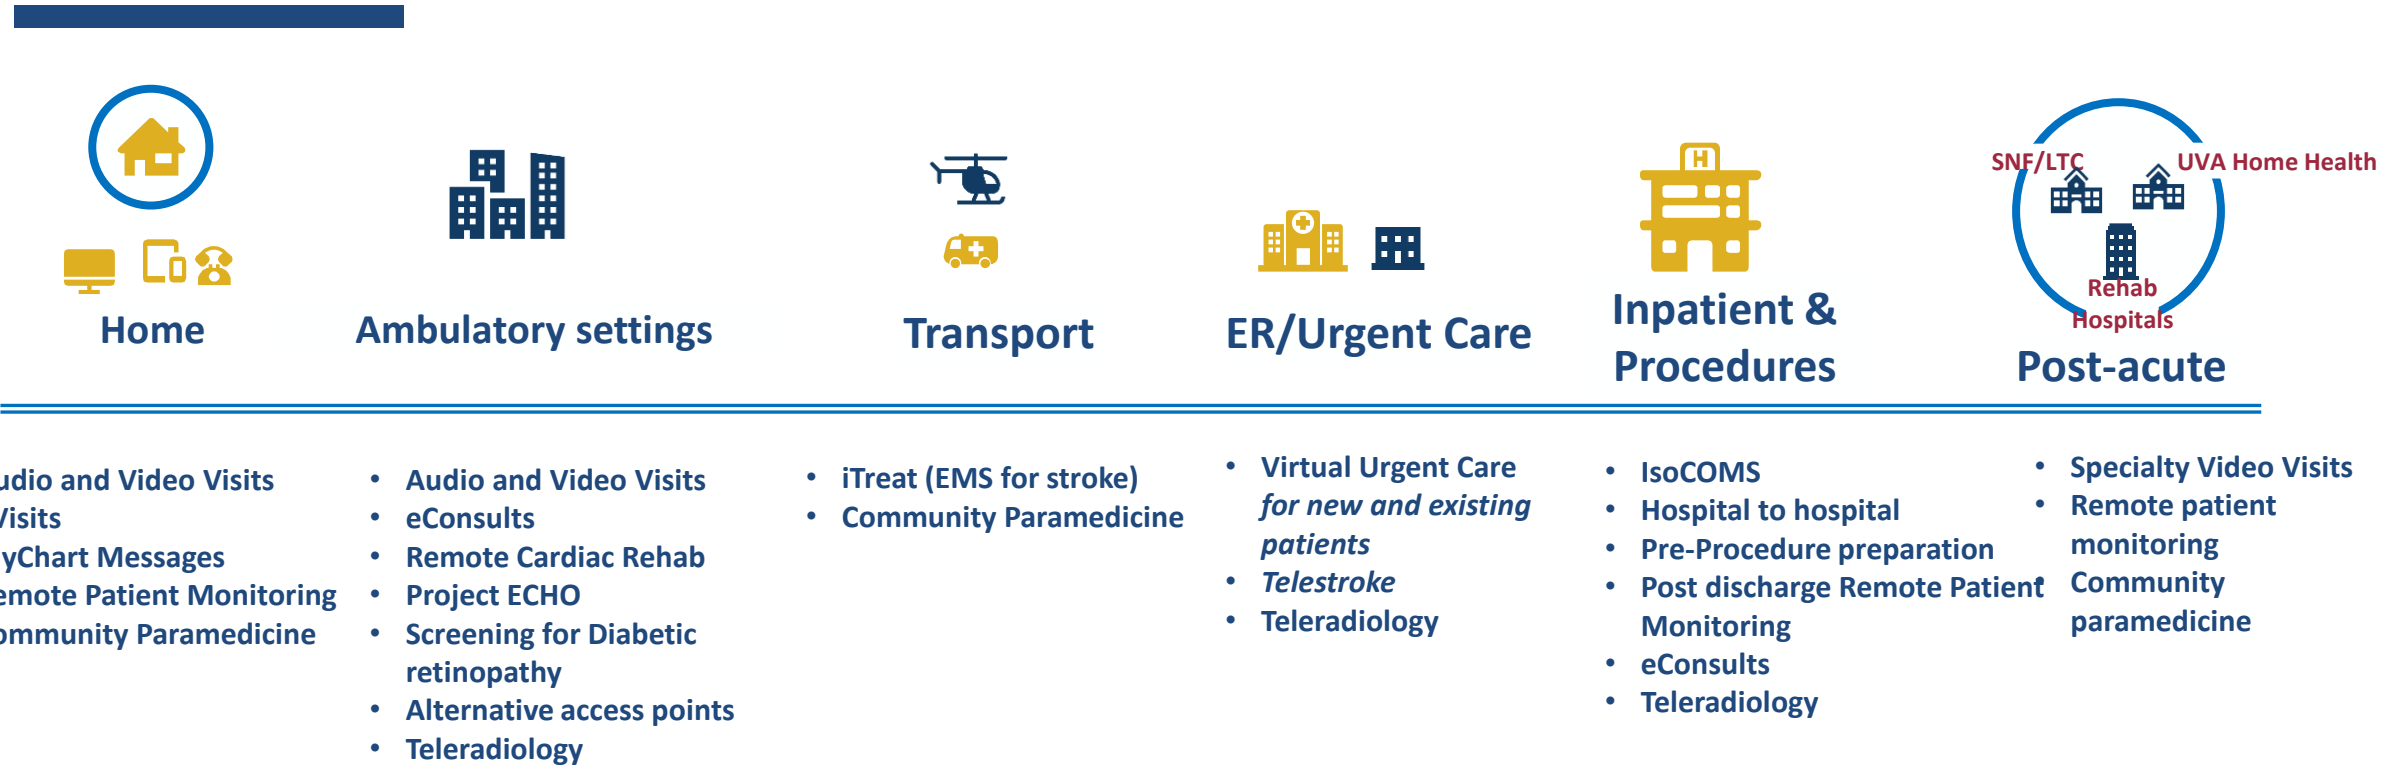 SNF/LTC
UVA Home Health
Rehab
Hospitals
Home
Ambulatory settings
Transport
ER/Urgent Care
Inpatient &
Procedures
Post-acute
udio and Video Visits
Visits
yChart Messages
emote Patient Monitoring
ommunity Paramedicine
• Audio and Video Visits
• eConsults
• Remote Cardiac Rehab
• Project ECHO
• Screening for Diabetic
retinopathy
• Alternative access points
• Teleradiology
• iTreat (EMS for stroke)
• Community Paramedicine
• Virtual Urgent Care
for new and existing
patients
• Telestroke
• Teleradiology
• IsoCOMS
• Hospital to hospital
• Pre-Procedure preparation
• Post discharge Remote Patient
Monitoring
• eConsults
• Teleradiology
• Specialty Video Visits
• Remote patient
monitoring
• Community
paramedicine
H